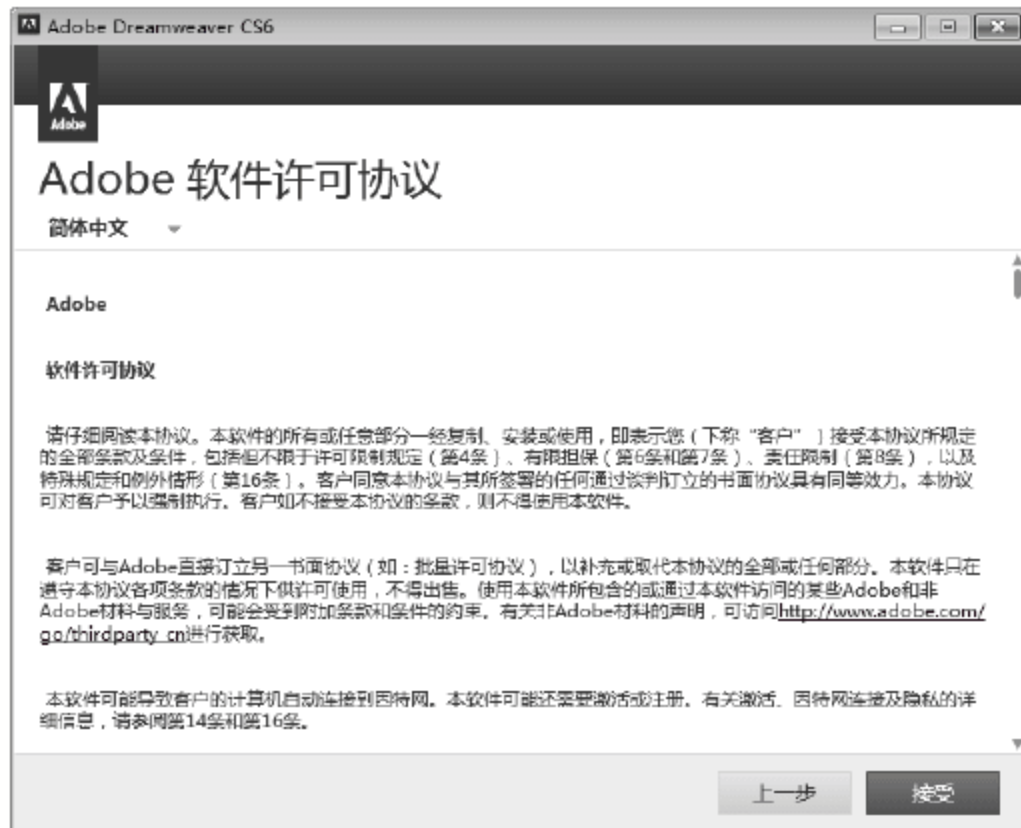 Adobe Dreamweaver CS6
Adobe
Adobe 软件许可协议
简体中文
Adobe
软件许可协议
请仔细阅读本协议。本软件的所有或任意部分一经复制、安装或使用，即表示您（下称“客户”）接受本协议所规定
的全部条款及条件，包括但不限于许可限制规定（第4条）、有限担保（第6条和第7条）、责任限制（第8条），以及
特殊规定和例外情形（第16条）。客户同意本协议与其所签署的任何通过谈判订立的书面协议具有同等效力。本协议
可对客户予以强制执行。客户如不接受本协议的条款，则不得使用本软件。
客户可与Adobe直接订立另一书面协议（如：批量许可协议），以补充或取代本协议的全部或任何部分。本软件只在
遵守本协议各项条款的情况下供许可使用，不得出售。使用本软件所包含的或通过本软件访问的某些Adobe和非
Adobe材料与服务，可能会受到附加条款和条件的约束。有关非Adobe材料的声明，可访问http://www.adobe.com/
go/thirdparty_cn进行获取。
本软件可能导致客户的计算机自动连接到因特网。本软件可能还需要激活或注册。有关激活、因特网连接及隐私的详
细信息，请参阅第14条和第16条。
上一步
接受